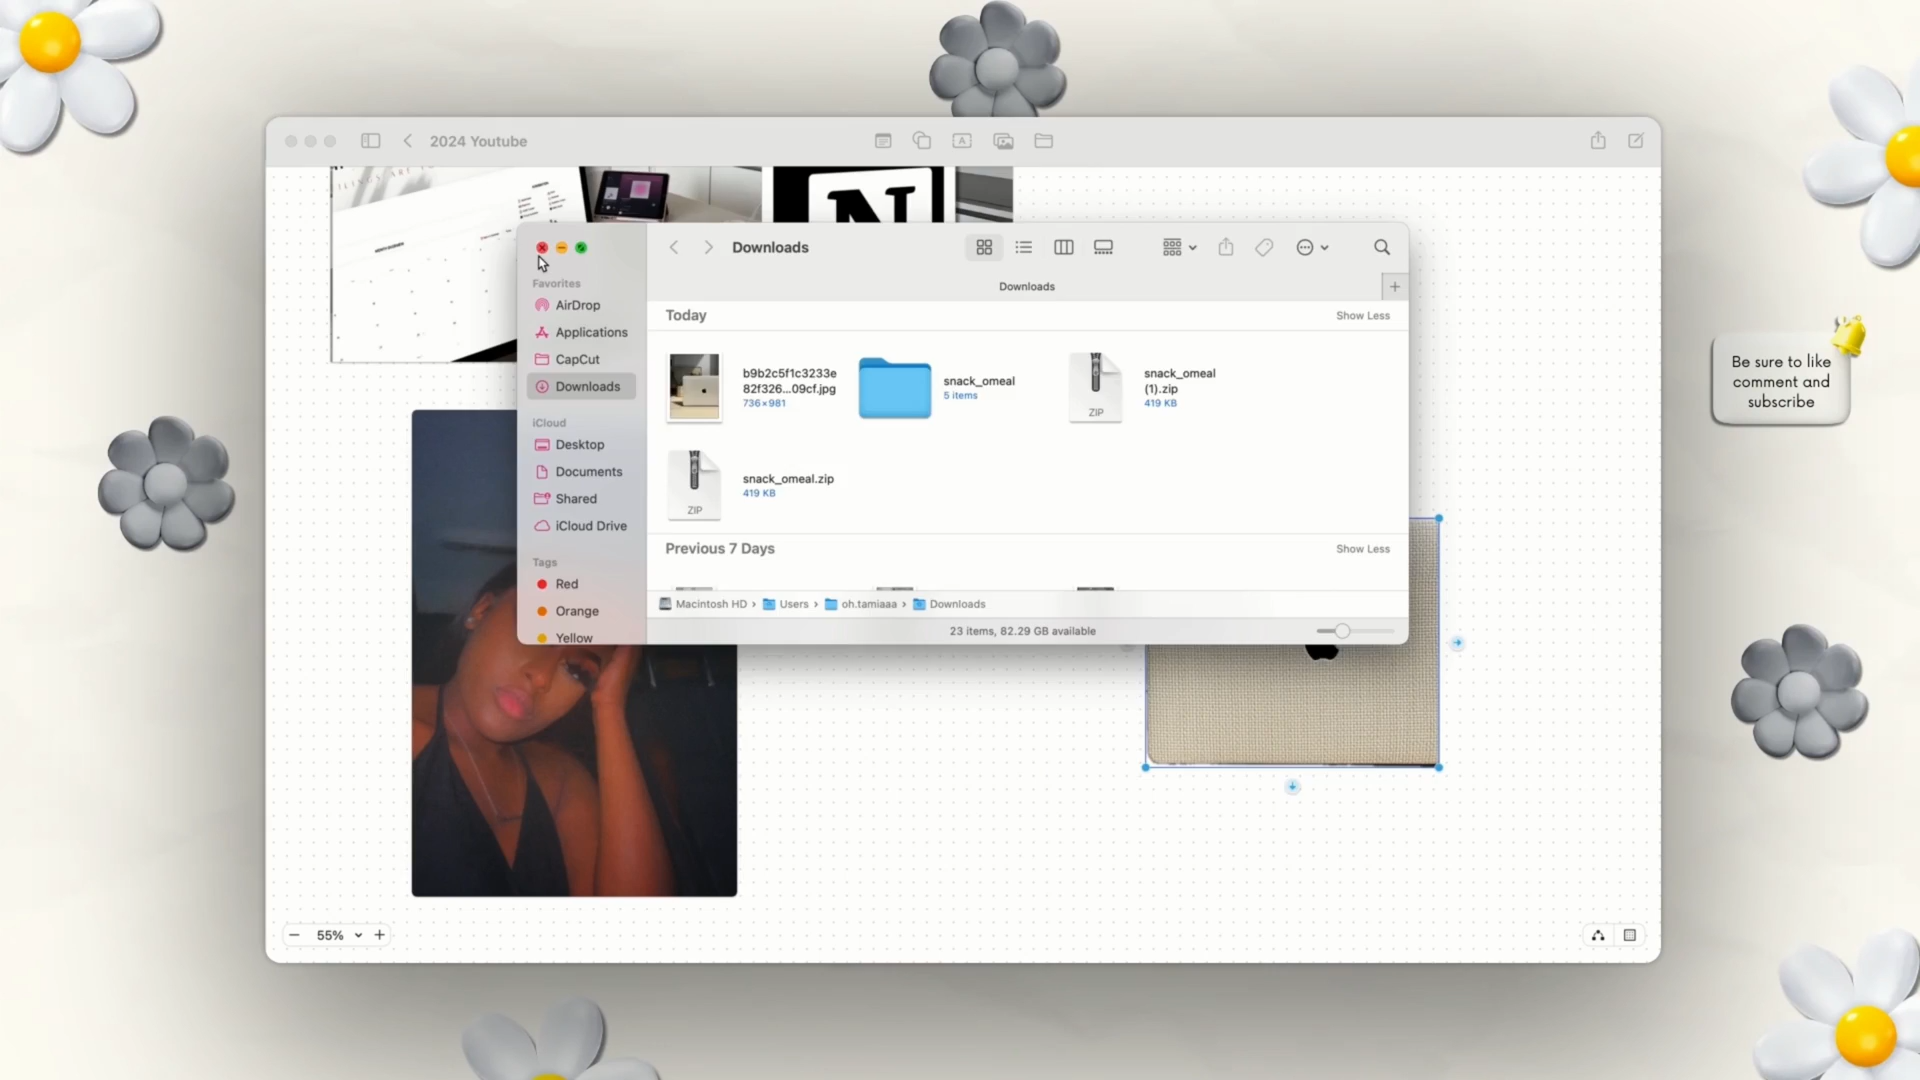 2024 Youtube
N
Downloads
Downloads
Favorites
AirDrop
Applications
CapCut
Downloads
iCloud
Desktop
Documents
Shared
iCloud Drive
Tags
Red
Orange
Yellow
Today
Show Less
b9b2c5f1c3233e
82f326...09cf.jpg
736×981
snack_omeal
5 items
ZIP
snack_omeal
(1).zip
419 KB
ZIP
snack_omeal.zip
419 KB
Previous 7 Days
Show Less
Macintosh HD › Users › oh.tamiaaa › Downloads
23 items, 82.29 GB available
Be sure to like
comment and
subscribe
55%